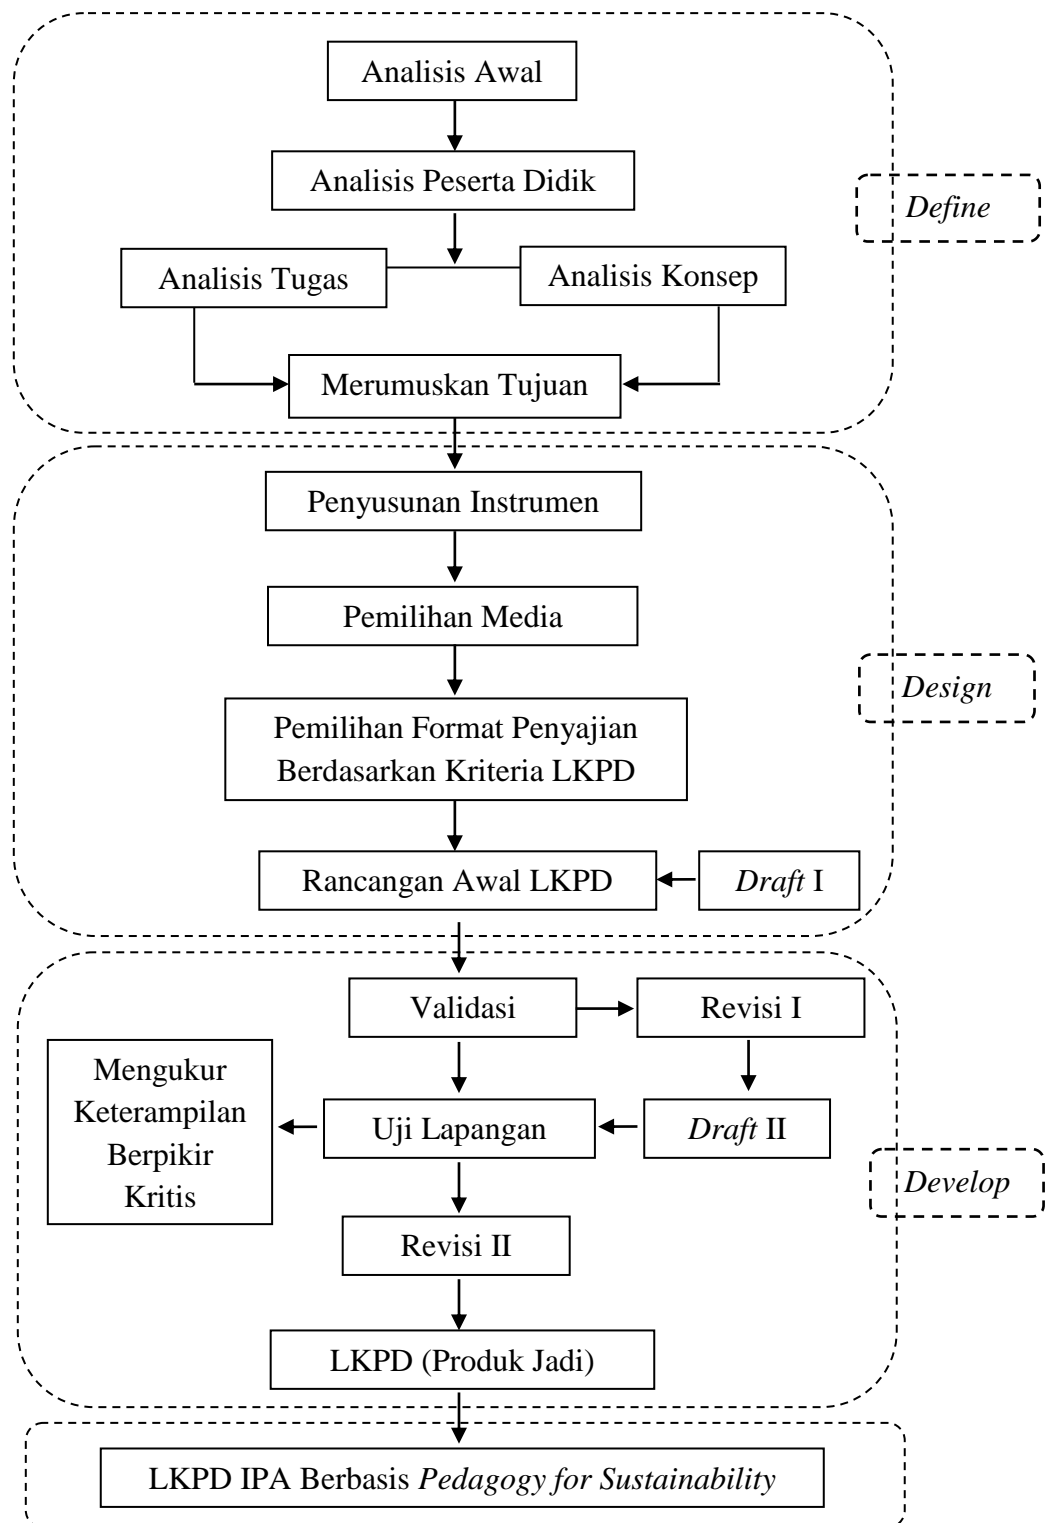 Analisis Awal
Analisis Peserta Didik
Define
Analisis Tugas
Analisis Konsep
Merumuskan Tujuan
Penyusunan Instrumen
Pemilihan Media
Design
Pemilihan Format Penyajian
Berdasarkan Kriteria LKPD
Rancangan Awal LKPD
Draft I
Validasi
Revisi I
Mengukur
Keterampilan
Berpikir
Kritis
Uji Lapangan
Draft II
Develop
Revisi II
LKPD (Produk Jadi)
LKPD IPA Berbasis Pedagogy for Sustainability